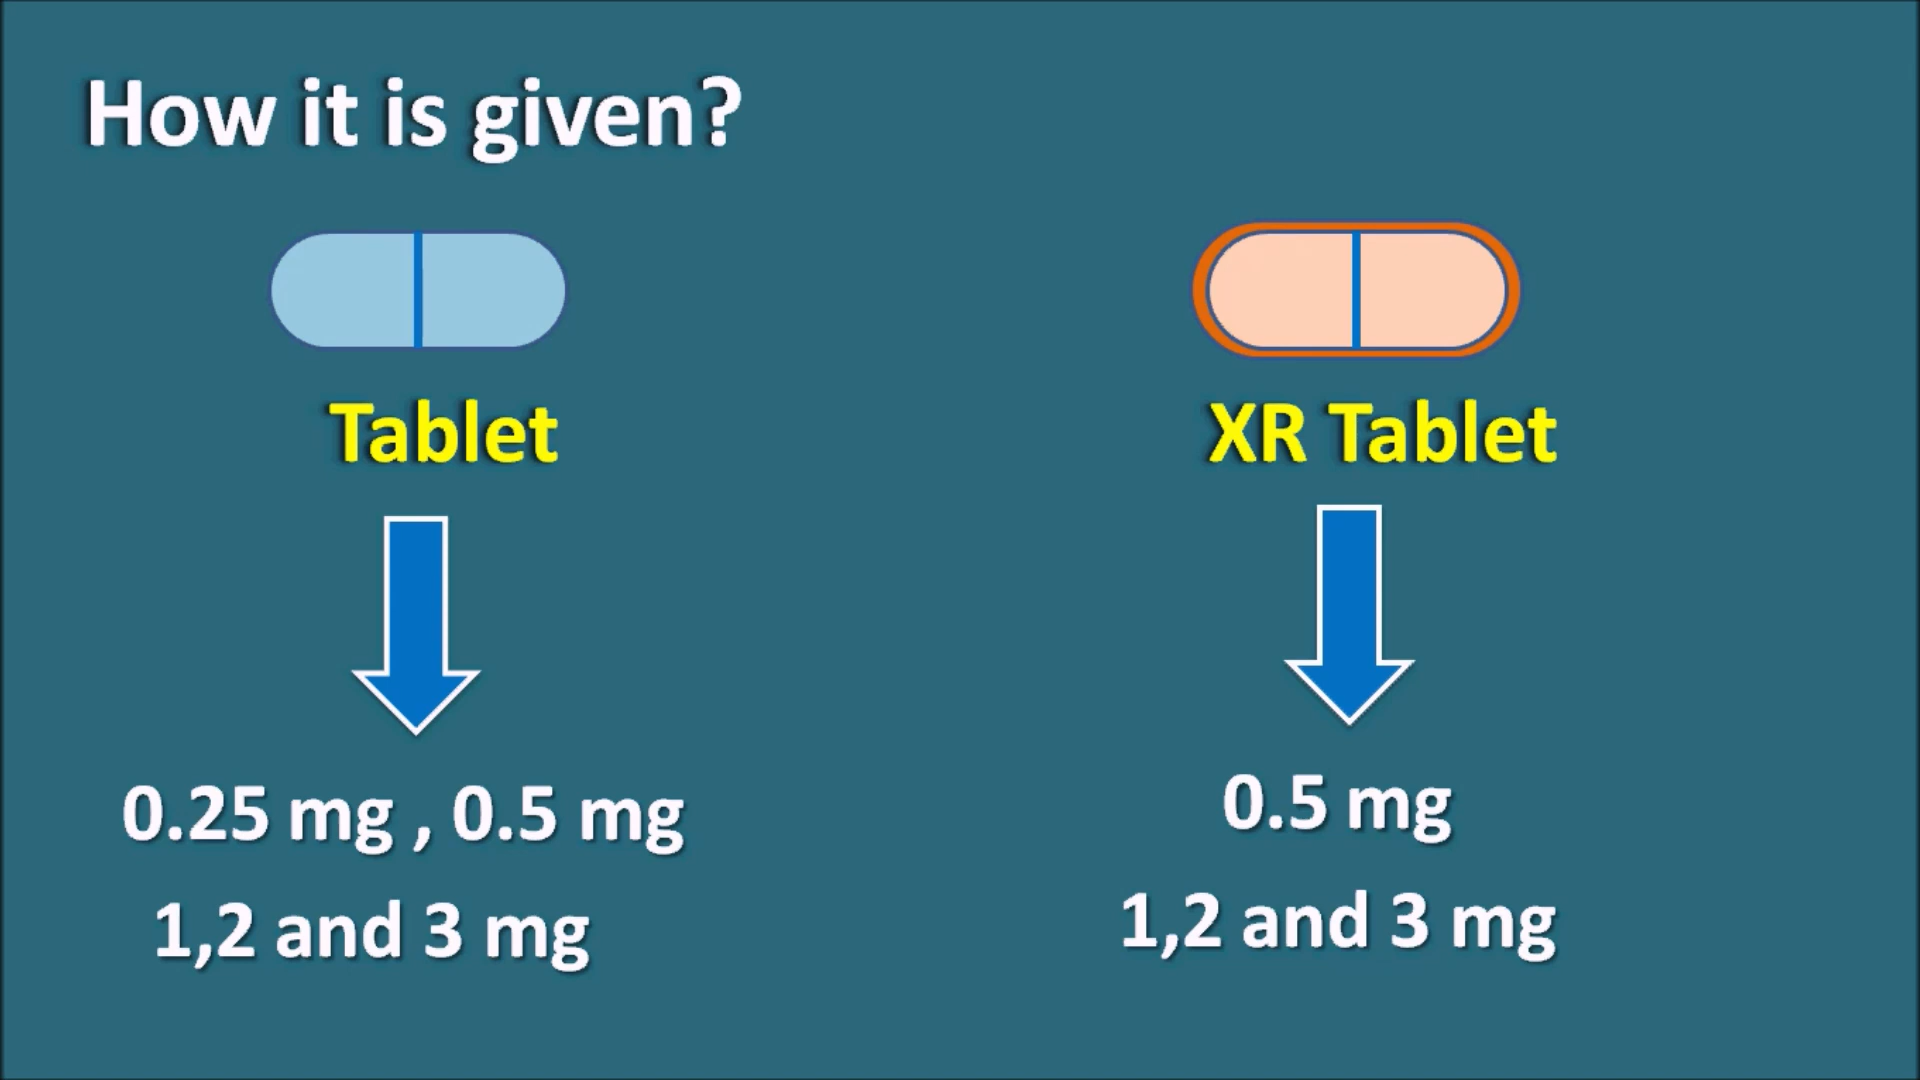 How it is given?
Tablet
XR Tablet
0.25 mg , 0.5 mg
1,2 and 3 mg
0.5 mg
1,2 and 3 mg